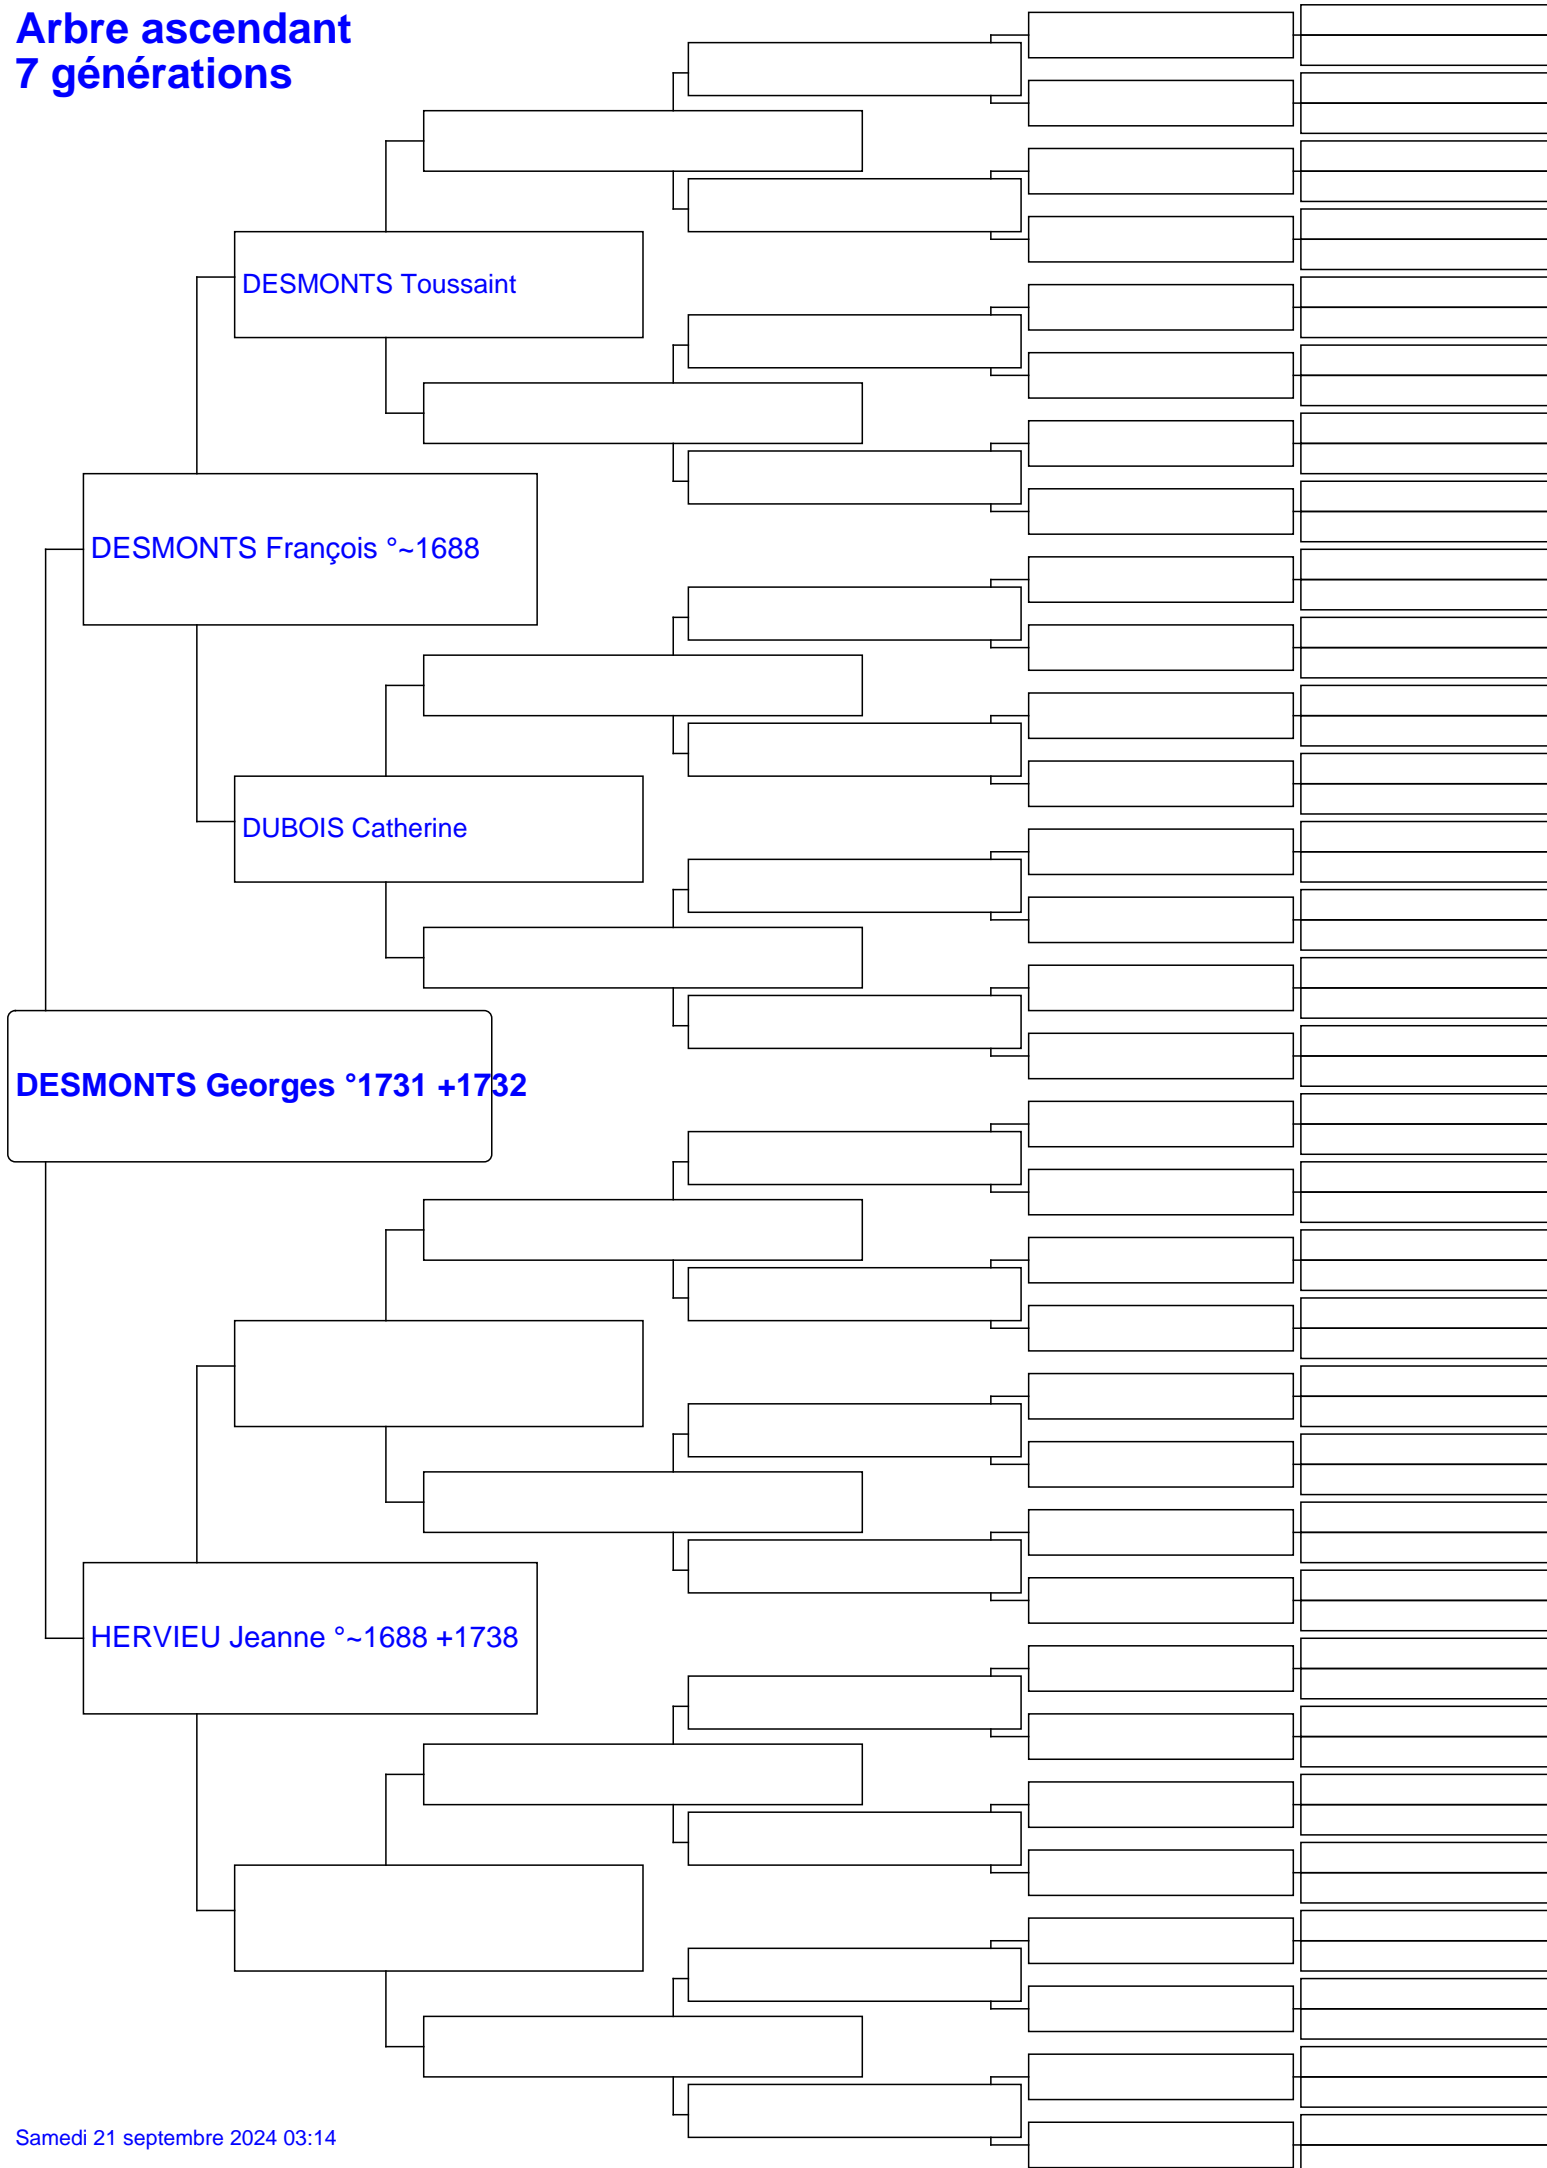 Arbre ascendant
7 générations
DESMONTS Toussaint
DESMONTS François °~1688
DUBOIS Catherine
DESMONTS Georges °1731 +1732
HERVIEU Jeanne °~1688 +1738
Samedi 21 septembre 2024 03:14